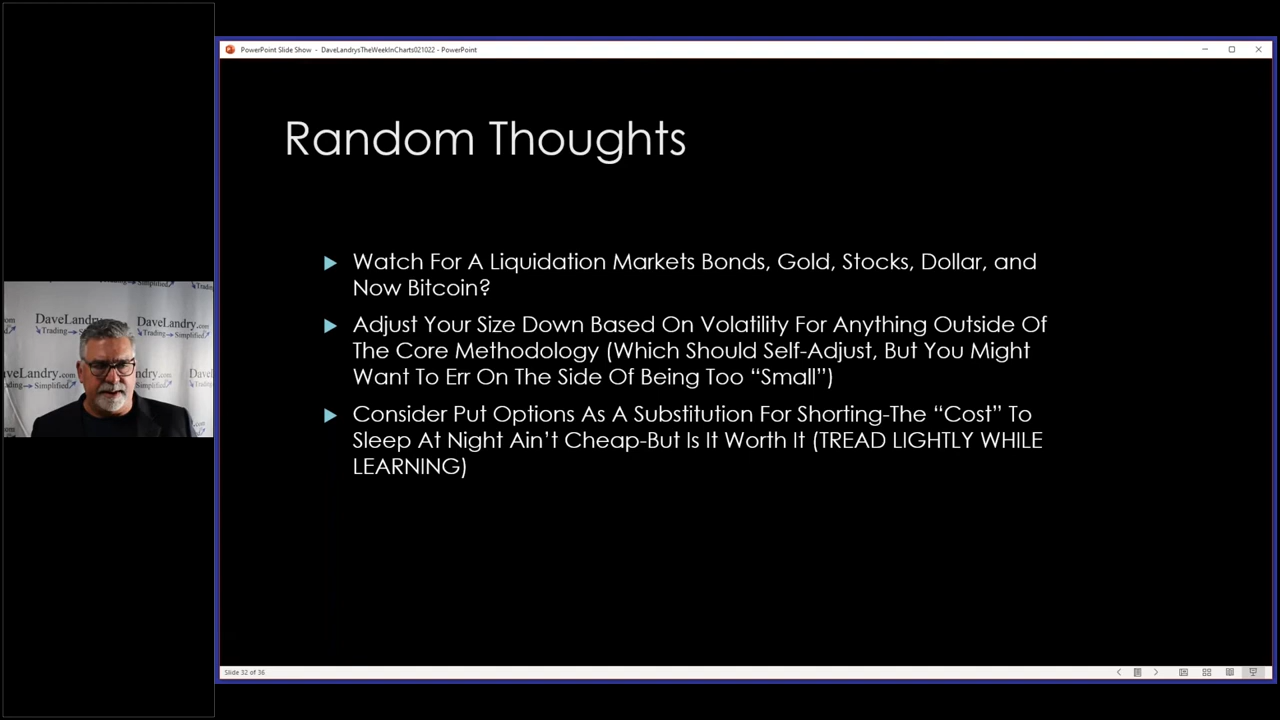 PowerPoint Slide Show - DaveLandrysTheWeekInCharts021022 - PowerPoint
Random Thoughts
Watch For A Liquidation Markets Bonds, Gold, Stocks, Dollar, and
Now Bitcoin?
Adjust Your Size Down Based On Volatility For Anything Outside Of
The Core Methodology (Which Should Self-Adjust, But You Might
Want To Err On The Side Of Being Too “Small”)
Consider Put Options As A Substitution For Shorting-The “Cost” To
Sleep At Night Ain’t Cheap-But Is It Worth It (TREAD LIGHTLY WHILE
LEARNING)
DaveLandry.com
Trading Simplified
DaveLandry.com
Trading Simplified
Slide 32 of 36